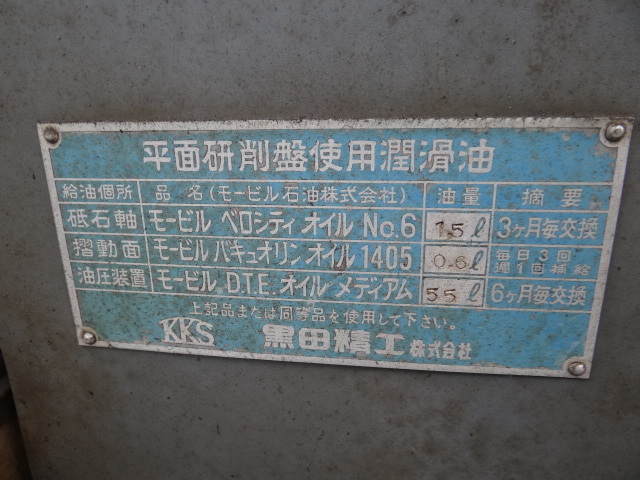 平面研削盤使用潤滑油
給油個所 品名(モービル石油株式会社) 油量 摘要
砥石軸 モービル ベロシティ オイル No.6 1.5ℓ 3ヶ月毎交換
摺動面 モービル バキュオリン オイル 1405 0.6ℓ 毎日3回 週1回補給
油圧装置 モービル D.T.E. オイル メディアム 55ℓ 6ヶ月毎交換
上記品または同等品を使用して下さい。
KKS 黒田精工株式会社